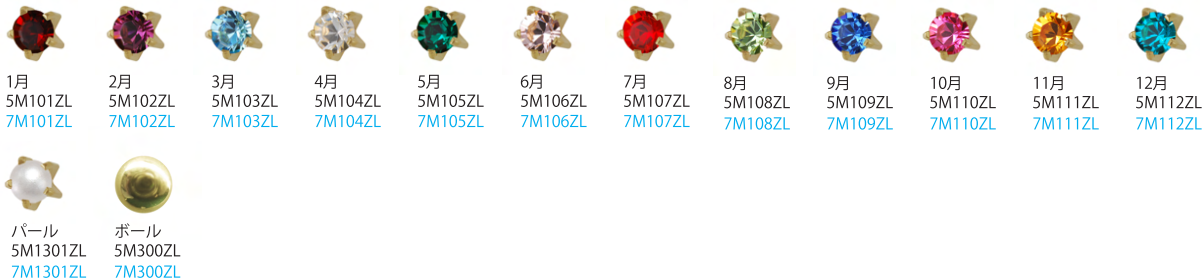 1月
5M101ZL
7M101ZL
2月
5M102ZL
7M102ZL
3月
5M103ZL
7M103ZL
4月
5M104ZL
7M104ZL
5月
5M105ZL
7M105ZL
6月
5M106ZL
7M106ZL
7月
5M107ZL
7M107ZL
8月
5M108ZL
7M108ZL
9月
5M109ZL
7M109ZL
10月
5M110ZL
7M110ZL
11月
5M111ZL
7M111ZL
12月
5M112ZL
7M112ZL
パール
5M1301ZL
7M1301ZL
ボール
5M300ZL
7M300ZL